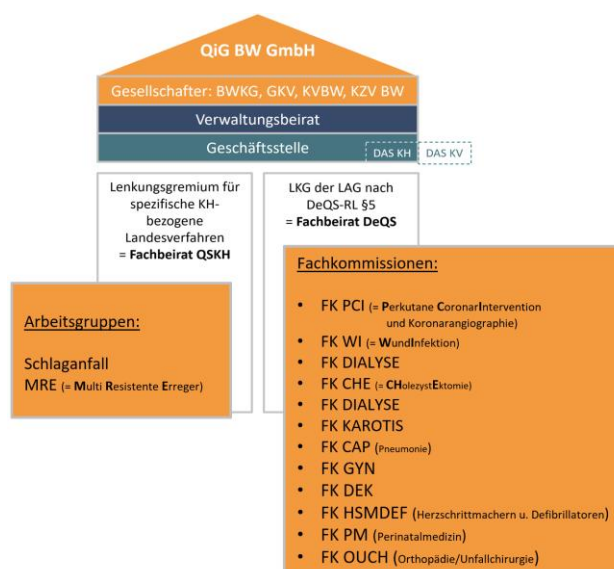 QiG BW GmbH
Gesellschafter: BWKG, GKV, KVBW, KZV BW
Verwaltungsbeirat
Geschäftsstelle
DAS KH
DAS KV
Lenkungsgremium für
spezifische KH-
bezogene
Landesverfahren
= Fachbeirat QSKH
LKG der LAG nach
DeQS-RL §5
= Fachbeirat DeQS
Arbeitsgruppen:
Schlaganfall
MRE (= Multi Resistente Erreger)
Fachkommissionen:
• FK PCI (= Perkutane CoronarIntervention
und Koronarangiographie)
• FK WI (= WundInfektion)
• FK DIALYSE
• FK CHE (= CHolezystEktomie)
• FK DIALYSE
• FK KAROTIS
• FK CAP (Pneumonie)
• FK GYN
• FK DEK
• FK HSMDEF (Herzschrittmachern u. Defibrillatoren)
• FK PM (Perinatalmedizin)
• FK OUCH (Orthopädie/Unfallchirurgie)